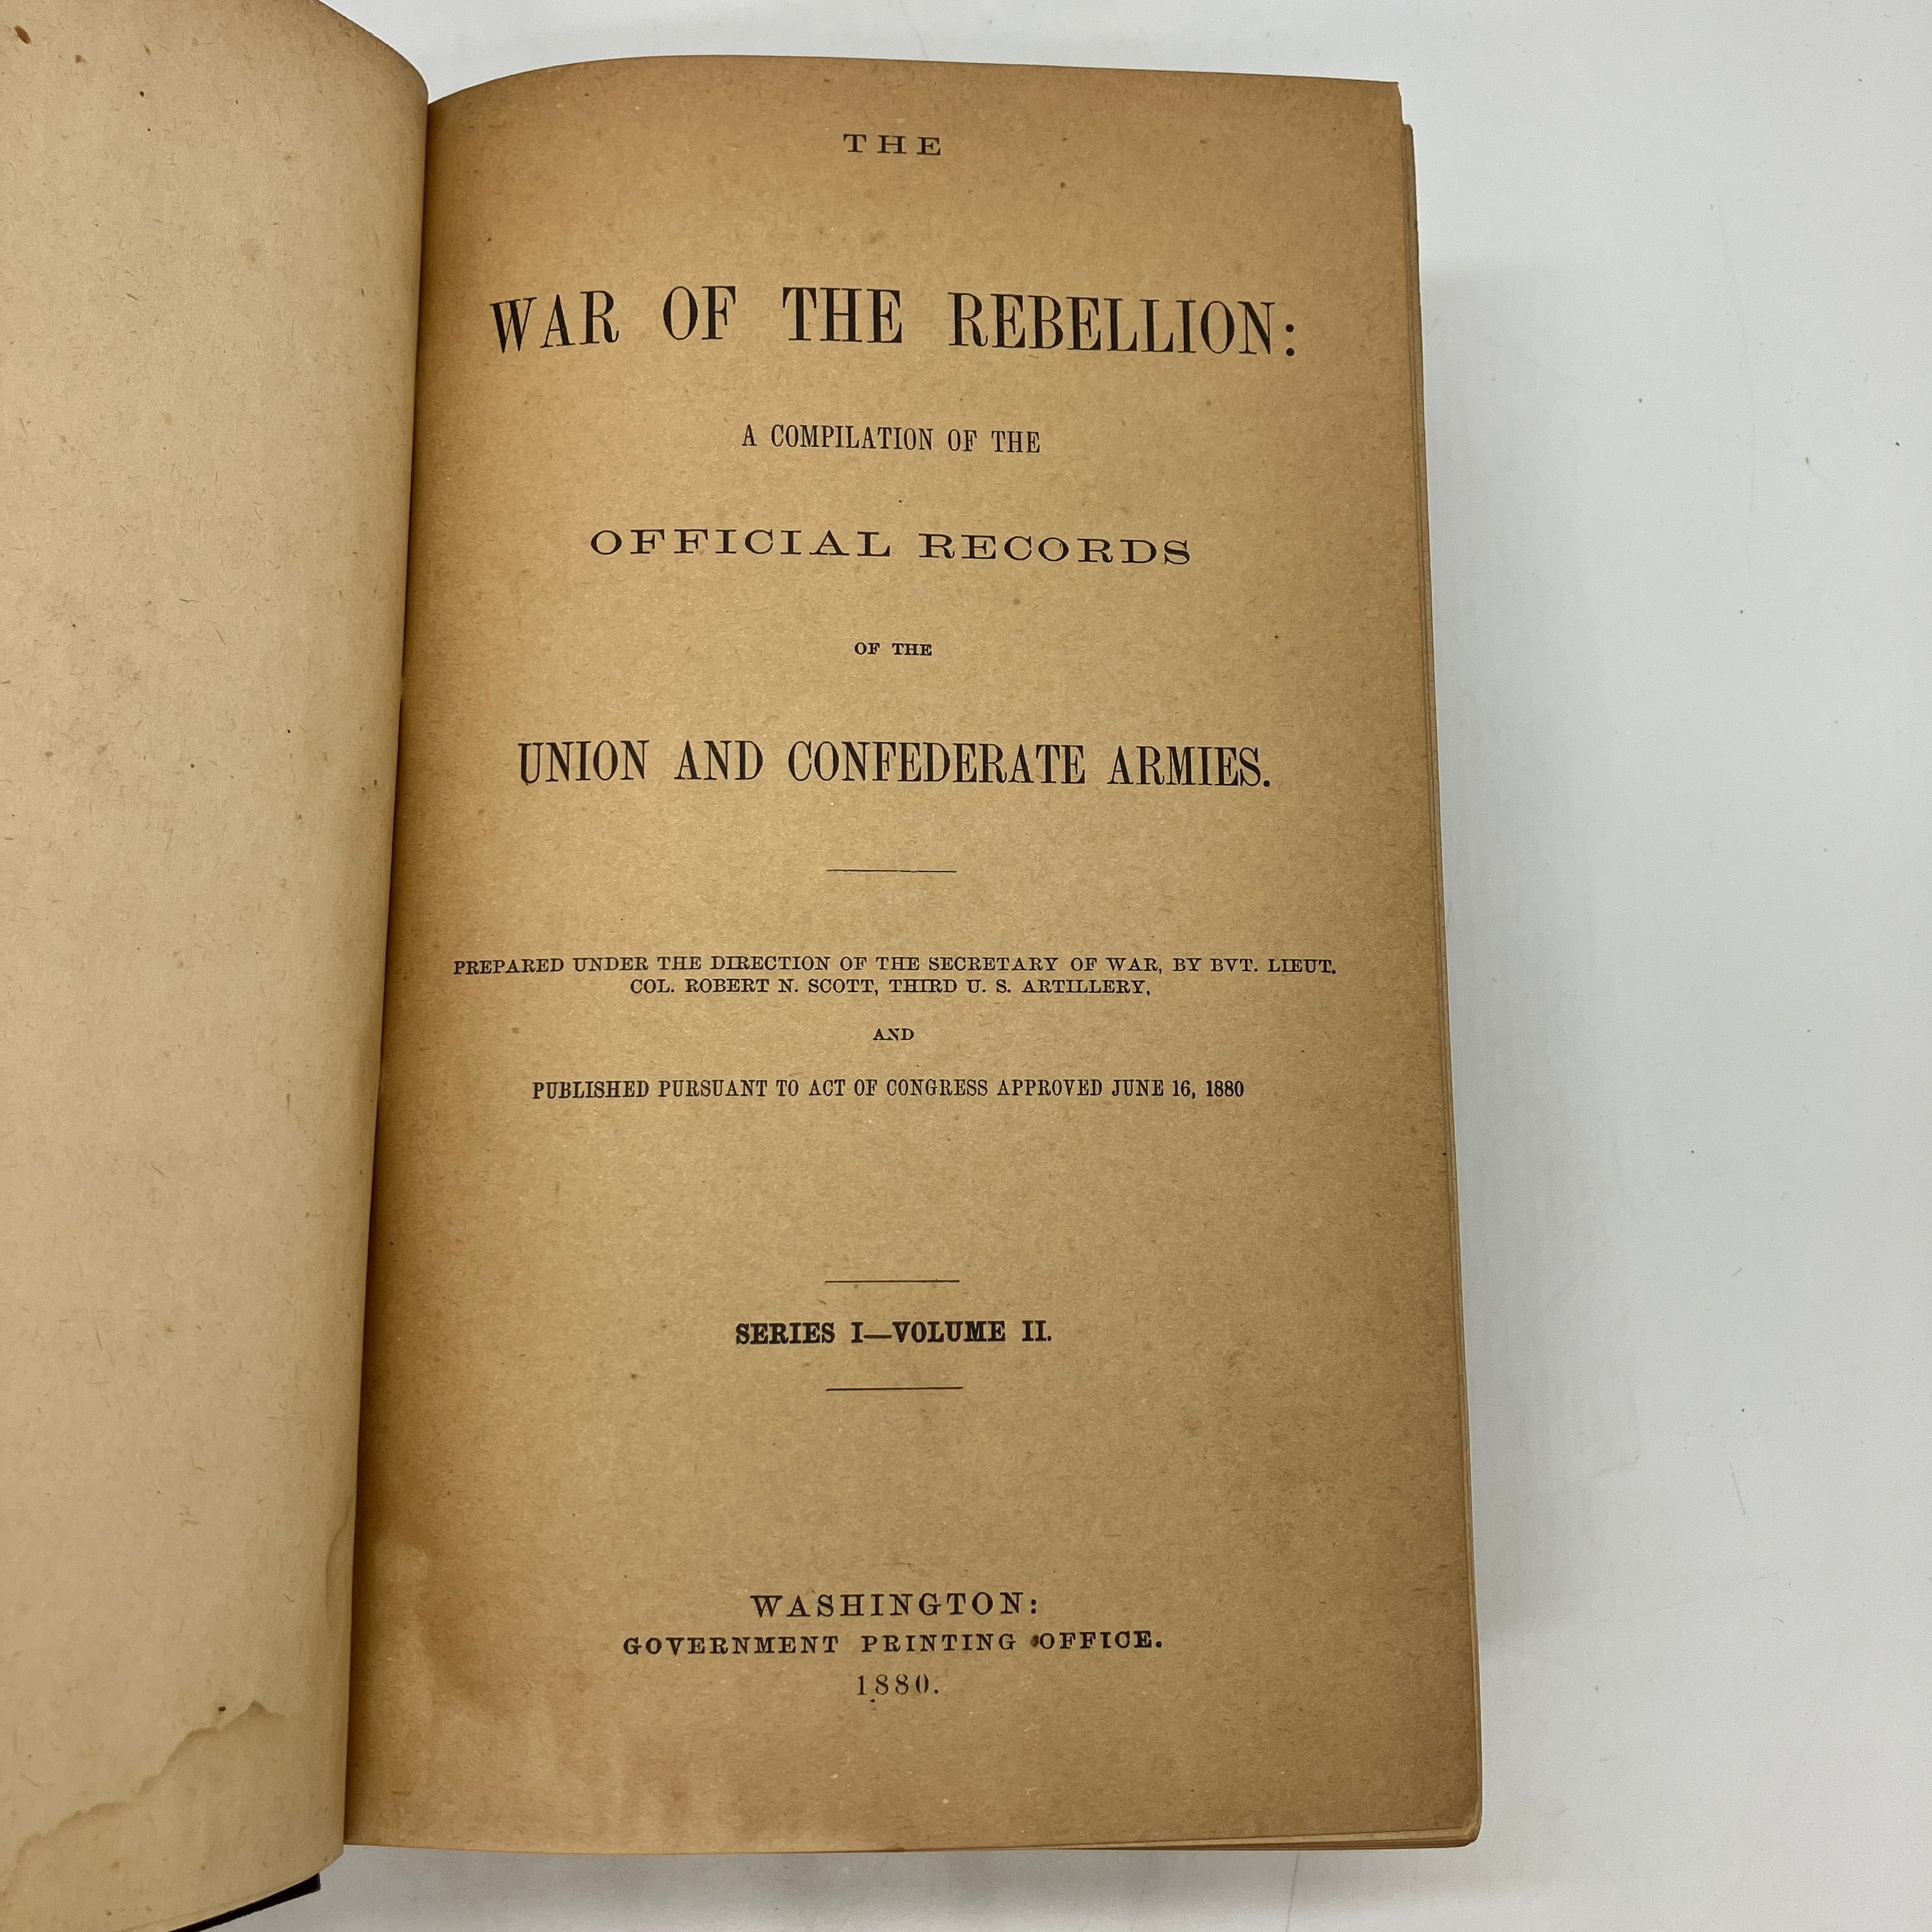 THE
WAR OF THE REBELLION:
A COMPILATION OF THE
OFFICIAL RECORDS
OF THE
UNION AND CONFEDERATE ARMIES.
PREPARED UNDER THE DIRECTION OF THE SECRETARY OF WAR, BY BVT. LIEUT.
COL. ROBERT N. SCOTT, THIRD U. S. ARTILLERY,
AND
PUBLISHED PURSUANT TO ACT OF CONGRESS APPROVED JUNE 16, 1880
SERIES I—VOLUME II.
WASHINGTON:
GOVERNMENT PRINTING OFFICE.
1880.